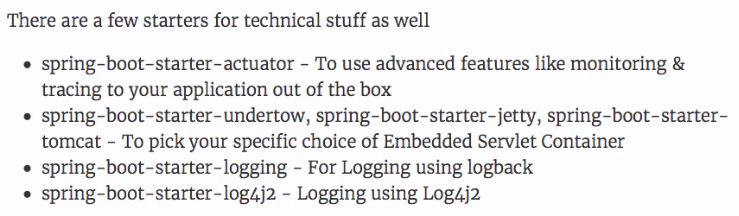 There are a few starters for technical stuff as well
• spring-boot-starter-actuator - To use advanced features like monitoring &
tracing to your application out of the box
• spring-boot-starter-undertow, spring-boot-starter-jetty, spring-boot-starter-
tomcat - To pick your specific choice of Embedded Servlet Container
• spring-boot-starter-logging - For Logging using logback
• spring-boot-starter-log4j2 - Logging using Log4j2